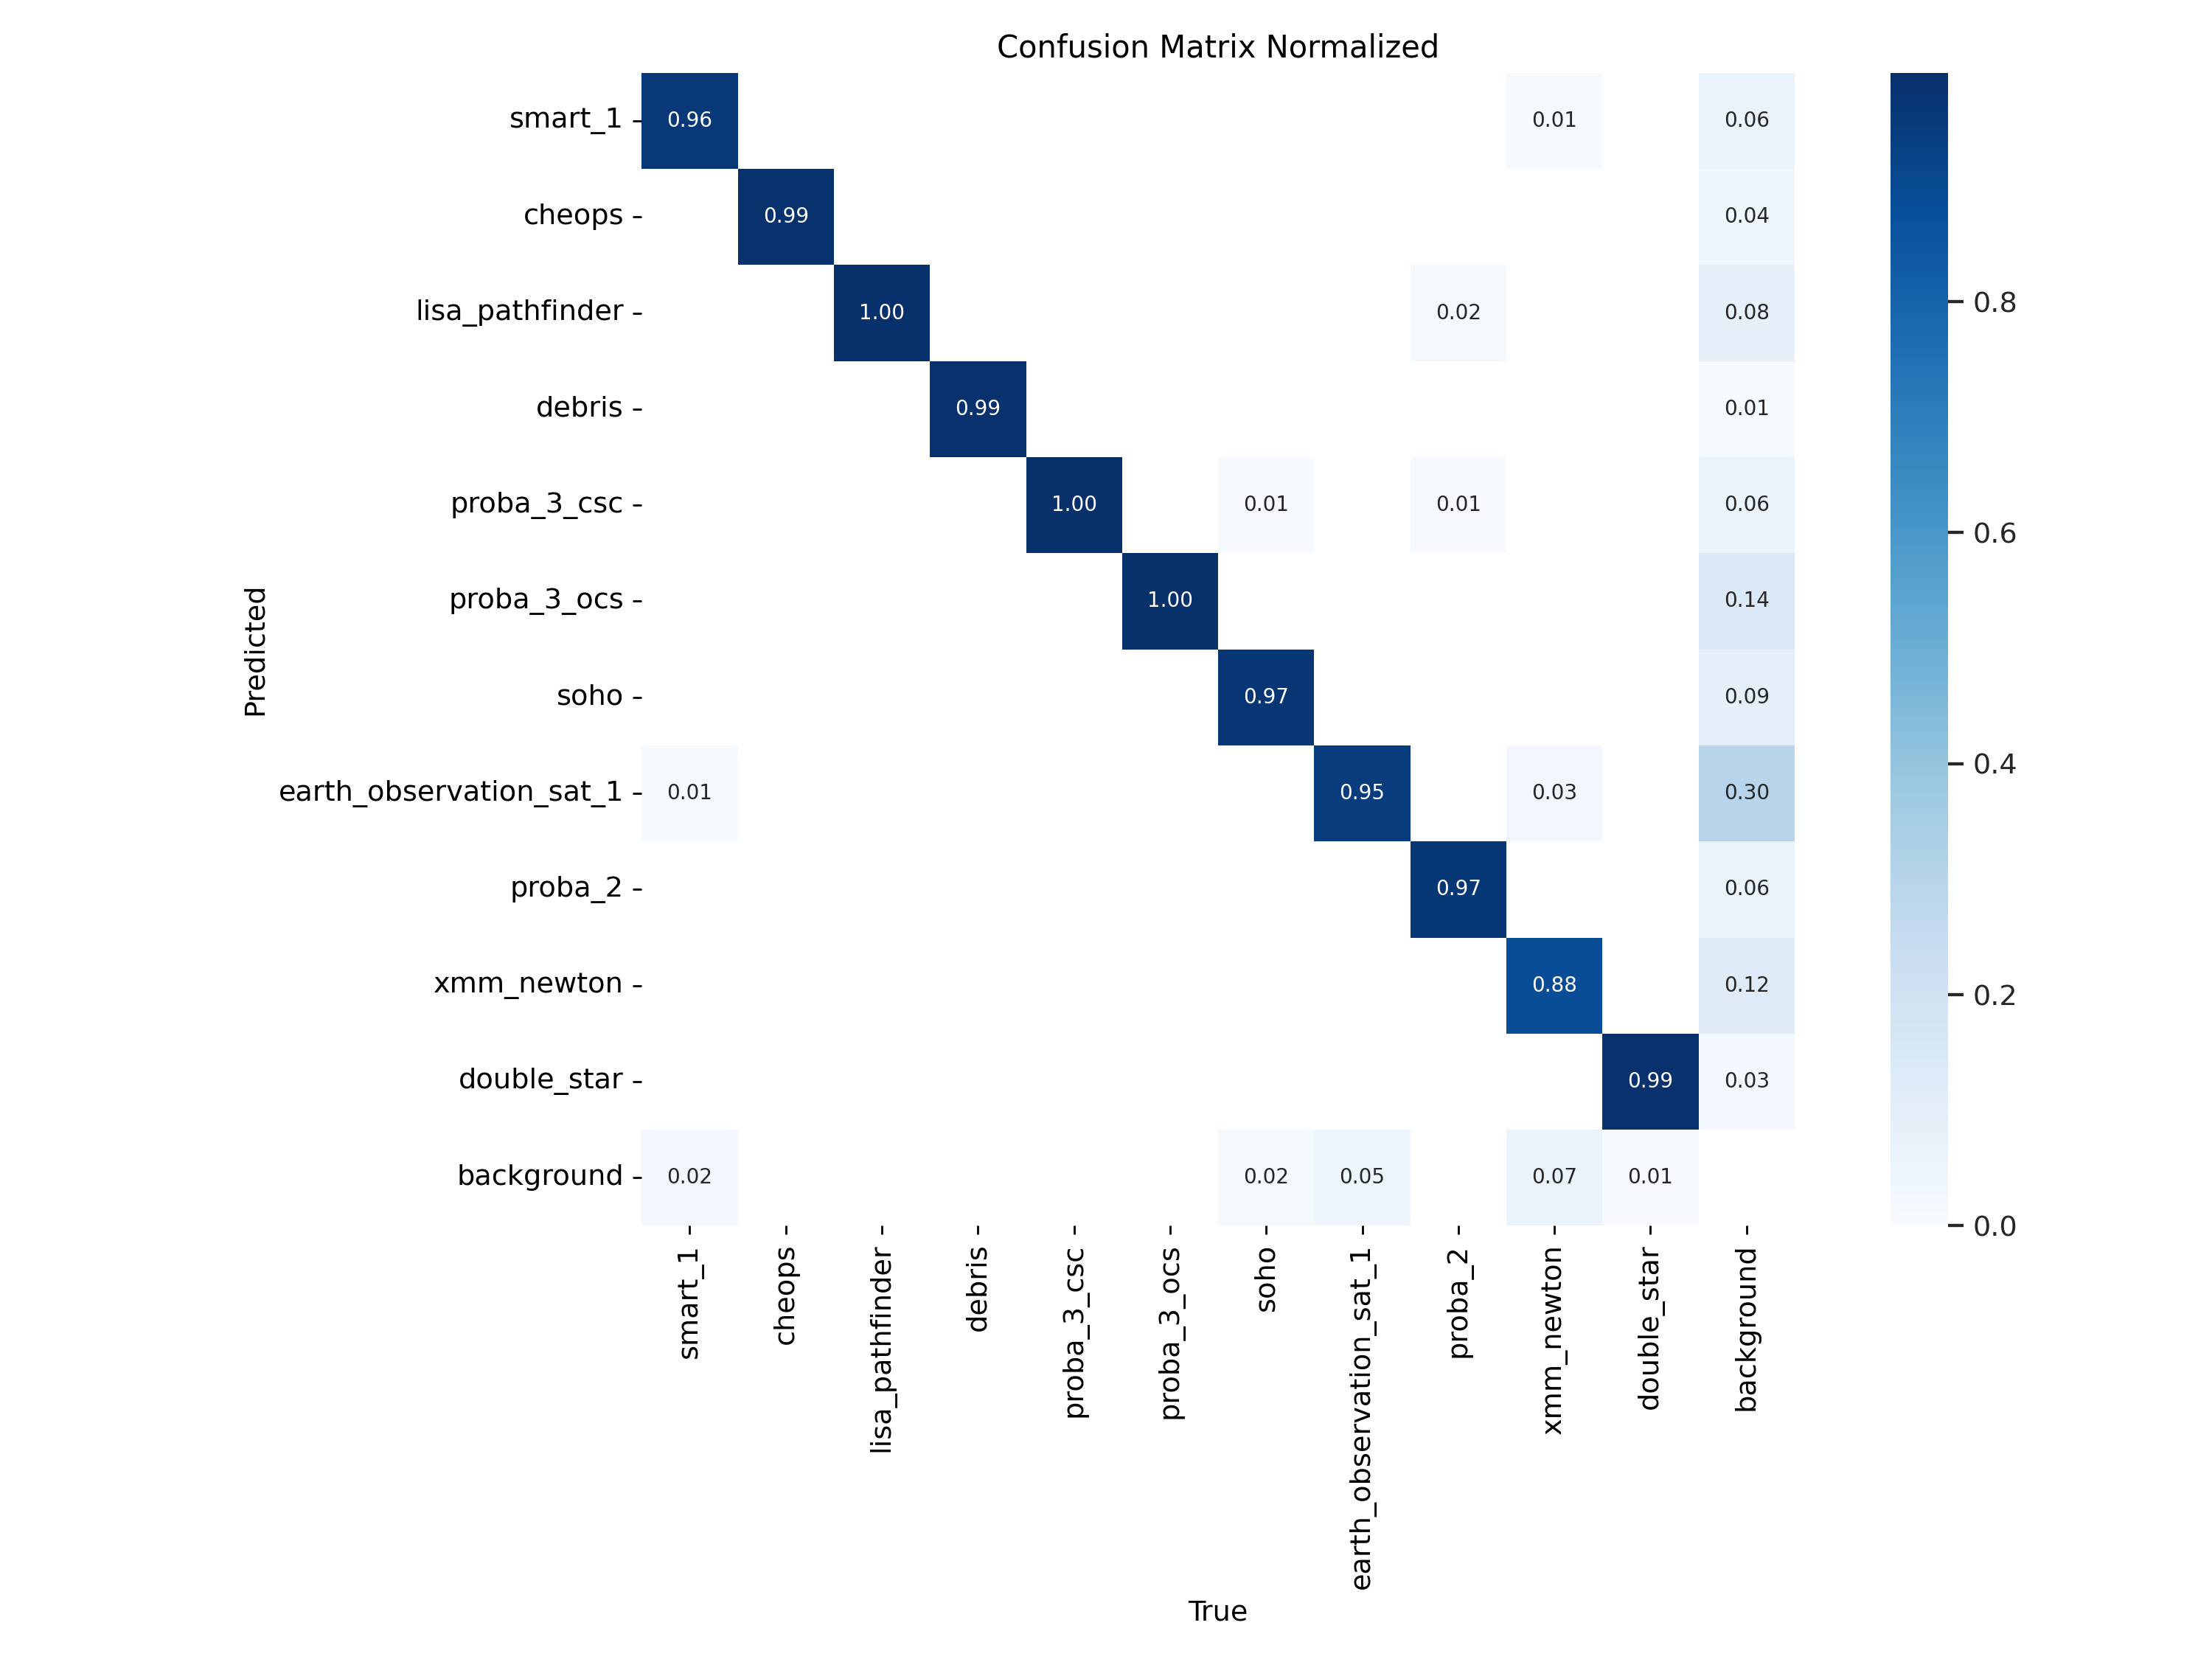 Confusion Matrix Normalized
smart_1 0.96 0.01 0.06
cheops 0.99 0.04
lisa_pathfinder 1.00 0.02 0.08
debris 0.99 0.01
proba_3_csc 1.00 0.01 0.01 0.06
proba_3_ocs 1.00 0.14
soho 0.97 0.09
earth_observation_sat_1 0.01 0.95 0.03 0.30
proba_2 0.97 0.06
xmm_newton 0.88 0.12
double_star 0.99 0.03
background 0.02 0.02 0.05 0.07 0.01
Predicted
smart_1
cheops
lisa_pathfinder
debris
proba_3_csc
proba_3_ocs
soho
earth_observation_sat_1
proba_2
xmm_newton
double_star
background
True
0.8
0.6
0.4
0.2
0.0